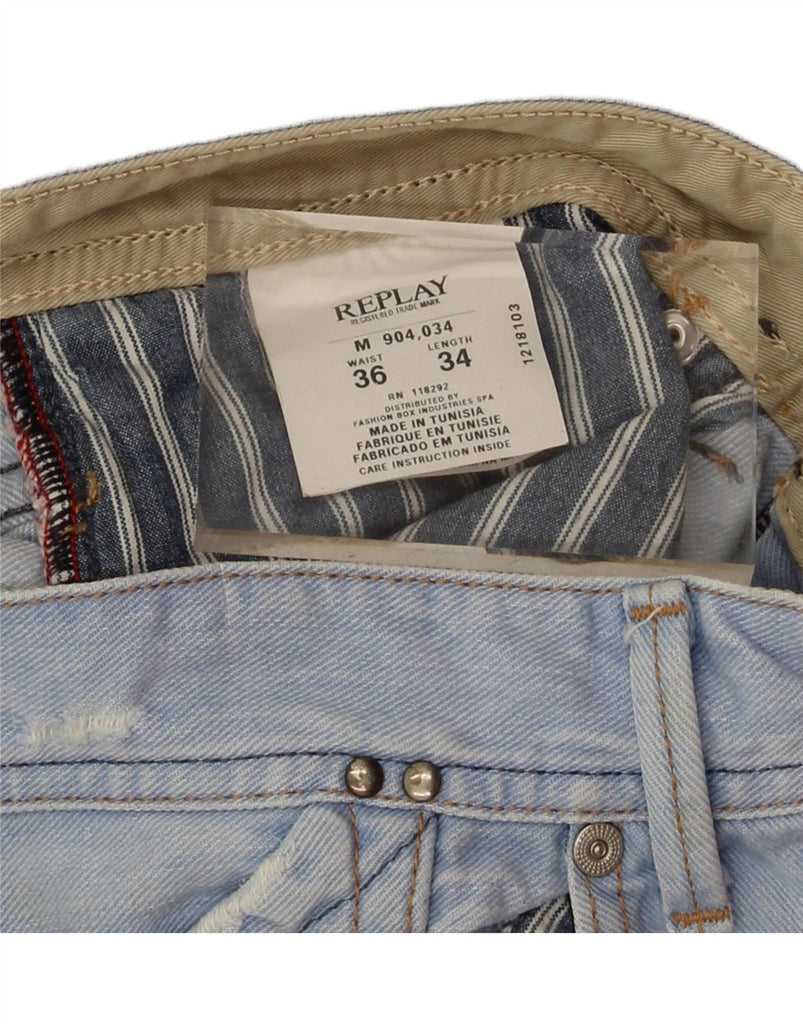 REPLAY
REGISTERED TRADE MARK
M 904,034
WAIST LENGTH
36 34
RN 118292
DISTRIBUTED BY
FASHION BOX INDUSTRIES SPA
MADE IN TUNISIA
FABRIQUE EN TUNISIE
FABRICADO EM TUNISIA
CARE INSTRUCTION INSIDE
1218103